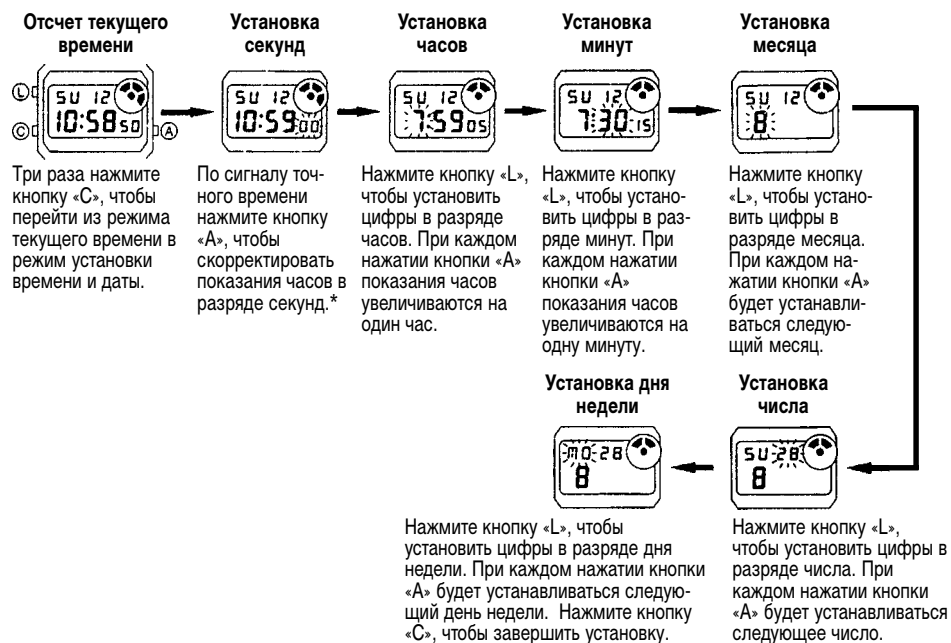 Отсчет текущего
времени
SU 12
10:58 50
L
C
A
Три раза нажмите
кнопку «C», чтобы
перейти из режима
текущего времени в
режим установки
времени и даты.
Установка
секунд
SU 12
10:59 00
По сигналу точ-
ного времени
нажмите кнопку
«A», чтобы
скорректировать
показания часов в
разряде секунд.*
Установка
часов
SU 12
7:59 05
Нажмите кнопку «L»,
чтобы установить
цифры в разряде
часов. При каждом
нажатии кнопки «A»
показания часов
увеличиваются на
один час.
Установка
минут
SU 12
7:30 15
Нажмите кнопку
«L», чтобы устано-
вить цифры в раз-
ряде минут. При
каждом нажатии
кнопки «A»
показания часов
увеличиваются на
одну минуту.
Установка
месяца
SU 12
8
Нажмите кнопку
«L», чтобы устано-
вить цифры в
разряде месяца.
При каждом на-
жатии кнопки «A»
будет устанавли-
ваться следую-
щий месяц.
Установка
числа
SU 28
8
Нажмите кнопку «L»,
чтобы установить цифры в
разряде числа. При
каждом нажатии кнопки
«A» будет устанавливаться
следующее число.
Установка дня
недели
MO 28
8
Нажмите кнопку «L», чтобы
установить цифры в разряде дня
недели. При каждом нажатии кнопки
«A» будет устанавливаться следую-
щий день недели. Нажмите кнопку
«C», чтобы завершить установку.